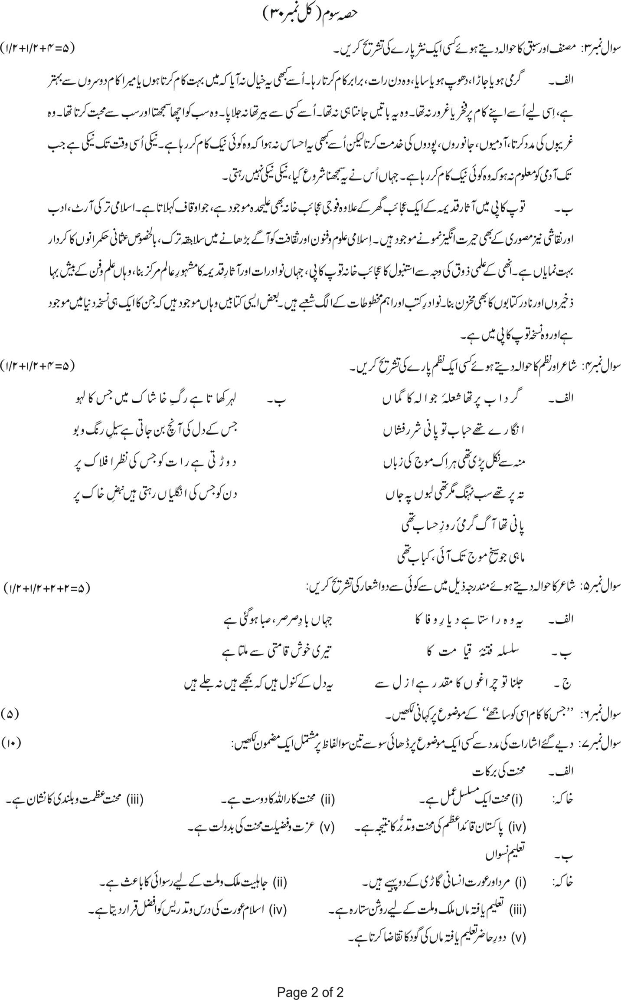 حصہ سوم (کل نمبر ۳۰)
سوال نمبر ۳: مصنف اور سبق کا حوالہ دیتے ہوئے کسی ایک نثر پارے کی تشریح کریں۔ (۱/۲+۱/۲+۴=۵)
الف۔ گرمی ہو یا جاڑا، دھوپ ہو یا سایا، وہ دن رات، برابر کام کرتا رہا۔ اُسے کبھی یہ خیال نہ آیا کہ میں بہت کام کرتا ہوں یا میرا کام دوسروں سے بہتر
ہے، اِسی لیے اُسے اپنے کام پر فخر یا غرور نہ تھا۔ وہ یہ باتیں جانتا ہی نہ تھا۔ اُسے کسی سے بیر تھا نہ جلاپا۔ وہ سب کو اچھا سمجھتا اور سب سے محبت کرتا تھا۔ وہ
غریبوں کی مدد کرتا، آدمیوں، جانوروں، پودوں کی خدمت کرتا لیکن اُسے کبھی یہ احساس نہ ہوا کہ وہ کوئی نیک کام کر رہا ہے۔ نیکی اُسی وقت تک نیکی ہے جب
تک آدمی کو معلوم نہ ہو کہ وہ کوئی نیک کام کر رہا ہے۔ جہاں اُس نے یہ سمجھنا شروع کیا، نیکی نیکی نہیں رہتی۔
ب۔ توپ کاپی میں آثار قدیمہ کے ایک عجائب گھر کے علاوہ فوجی عجائب خانہ بھی علیحدہ موجود ہے، جو اوقاف کہلاتا ہے۔ اسلامی ترکی آرٹ، ادب
اور نقاشی نیز مصوری کے بھی حیرت انگیز نمونے موجود ہیں۔ اِسلامی علوم و فنون اور ثقافت کو آگے بڑھانے میں سلاجقہ ترک، بالخصوص عثمانی حکمرانوں کا کردار
بہت نمایاں ہے۔ انھی کے علمی ذوق کی وجہ سے استنبول کا عجائب خانہ توپ کاپی، جہاں نوادرات اور آثارِ قدیمہ کا مشہورِ عالم مرکز بنا، وہاں علم و فن کے بیش بہا
ذخیروں اور نادر کتابوں کا بھی مخزن بنا۔ نوادرِ کتب اور اہم مخطوطات کے الگ شعبے ہیں۔ بعض ایسی کتابیں وہاں موجود ہیں کہ جن کا ایک ہی نسخہ دنیا میں موجود
ہے اور وہ نسخہ توپ کاپی میں ہے۔
سوال نمبر ۴: شاعر اور نظم کا حوالہ دیتے ہوئے کسی ایک نظم پارے کی تشریح کریں۔ (۱/۲+۱/۲+۴=۵)
الف۔ گرداب پر تھا شعلۂ جوالہ کا گماں ب۔ لہر کھاتا ہے رگِ خاشاک میں جس کا لہو
انگارے تھے حباب تو پانی شررفشاں جس کے دل کی آنچ بن جاتی ہے سیلِ رنگ و بو
منہ سے نکل پڑی تھی ہر اِک موج کی زباں دوڑتی ہے رات کو جس کی نظر افلاک پر
تہ پر تھے سب نہنگ مگر تھی لبوں پہ جاں دن کو جس کی انگلیاں رہتی ہیں نبضِ خاک پر
پانی تھا آگ گرمیٔ روزِ حساب تھی
ماہی جو سیخِ موج تک آئی، کباب تھی
سوال نمبر ۵: شاعر کا حوالہ دیتے ہوئے مندرجہ ذیل میں سے کوئی سے دو اشعار کی تشریح کریں: (۱/۲+۱/۲+۲+۲=۵)
الف۔ یہ وہ راستا ہے دیارِ وفا کا جہاں بادِ صرصر، صبا ہو گئی ہے
ب۔ سلسلہ فتنۂ قیامت کا تیری خوش قامتی سے ملتا ہے
ج۔ جلنا تو چراغوں کا مقدر ہے ازل سے یہ دل کے کنول ہیں کہ بجھے ہیں نہ جلے ہیں
سوال نمبر ۶: ’’جس کا کام اسی کو ساجھے‘‘ کے موضوع پر کہانی لکھیں۔ (۵)
سوال نمبر ۷: دیے گئے اشارات کی مدد سے کسی ایک موضوع پر ڈھائی سو سے تین سو الفاظ پر مشتمل ایک مضمون لکھیں: (۱۰)
الف۔ محنت کی برکات
خاکہ: (i) محنت ایک مسلسل عمل ہے۔ (ii) محنت کار اللہ کا دوست ہے۔ (iii) محنت عظمت و بلندی کا نشان ہے۔
(iv) پاکستان قائداعظم کی محنت و تدبُّر کا نتیجہ ہے۔ (v) عزت و فضیلت محنت کی بدولت ہے۔
ب۔ تعلیمِ نسواں
خاکہ: (i) مرد اور عورت انسانی گاڑی کے دو پہیے ہیں۔ (ii) جاہلیت ملک و ملت کے لیے رسوائی کا باعث ہے۔
(iii) تعلیم یافتہ ماں ملک و ملت کے لیے روشن ستارہ ہے۔ (iv) اسلام عورت کی درس و تدریس کو افضل قرار دیتا ہے۔
(v) دورِ حاضر تعلیم یافتہ ماں کی گود کا تقاضا کرتا ہے۔
Page 2 of 2